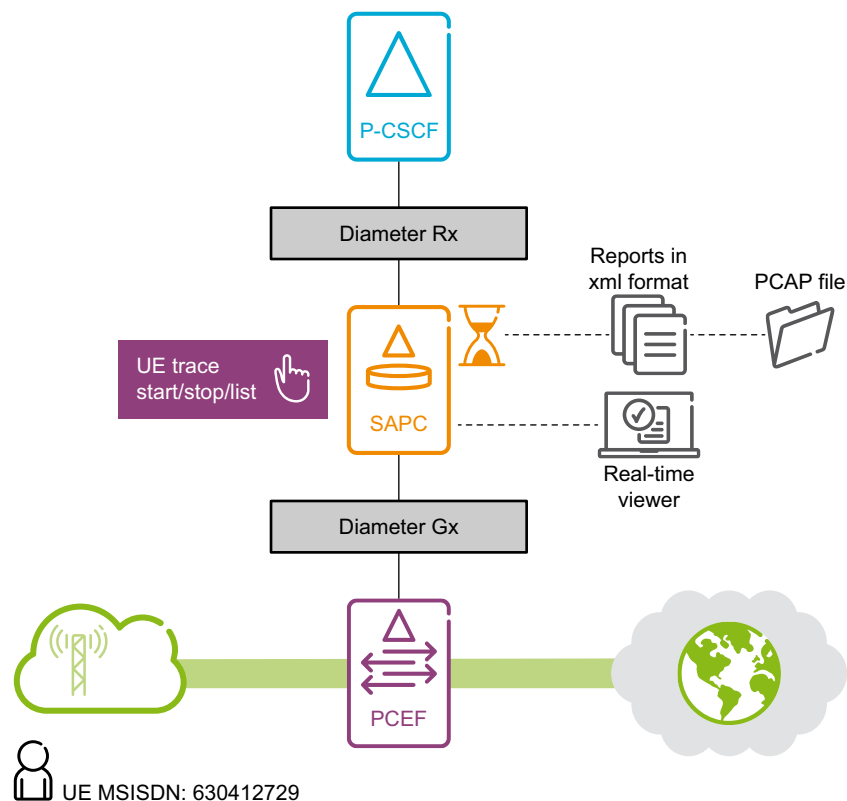 P-CSCF
Diameter Rx
Reports in
xml format
PCAP file
UE trace
start/stop/list
SAPC
Real-time
viewer
Diameter Gx
PCEF
UE MSISDN: 630412729